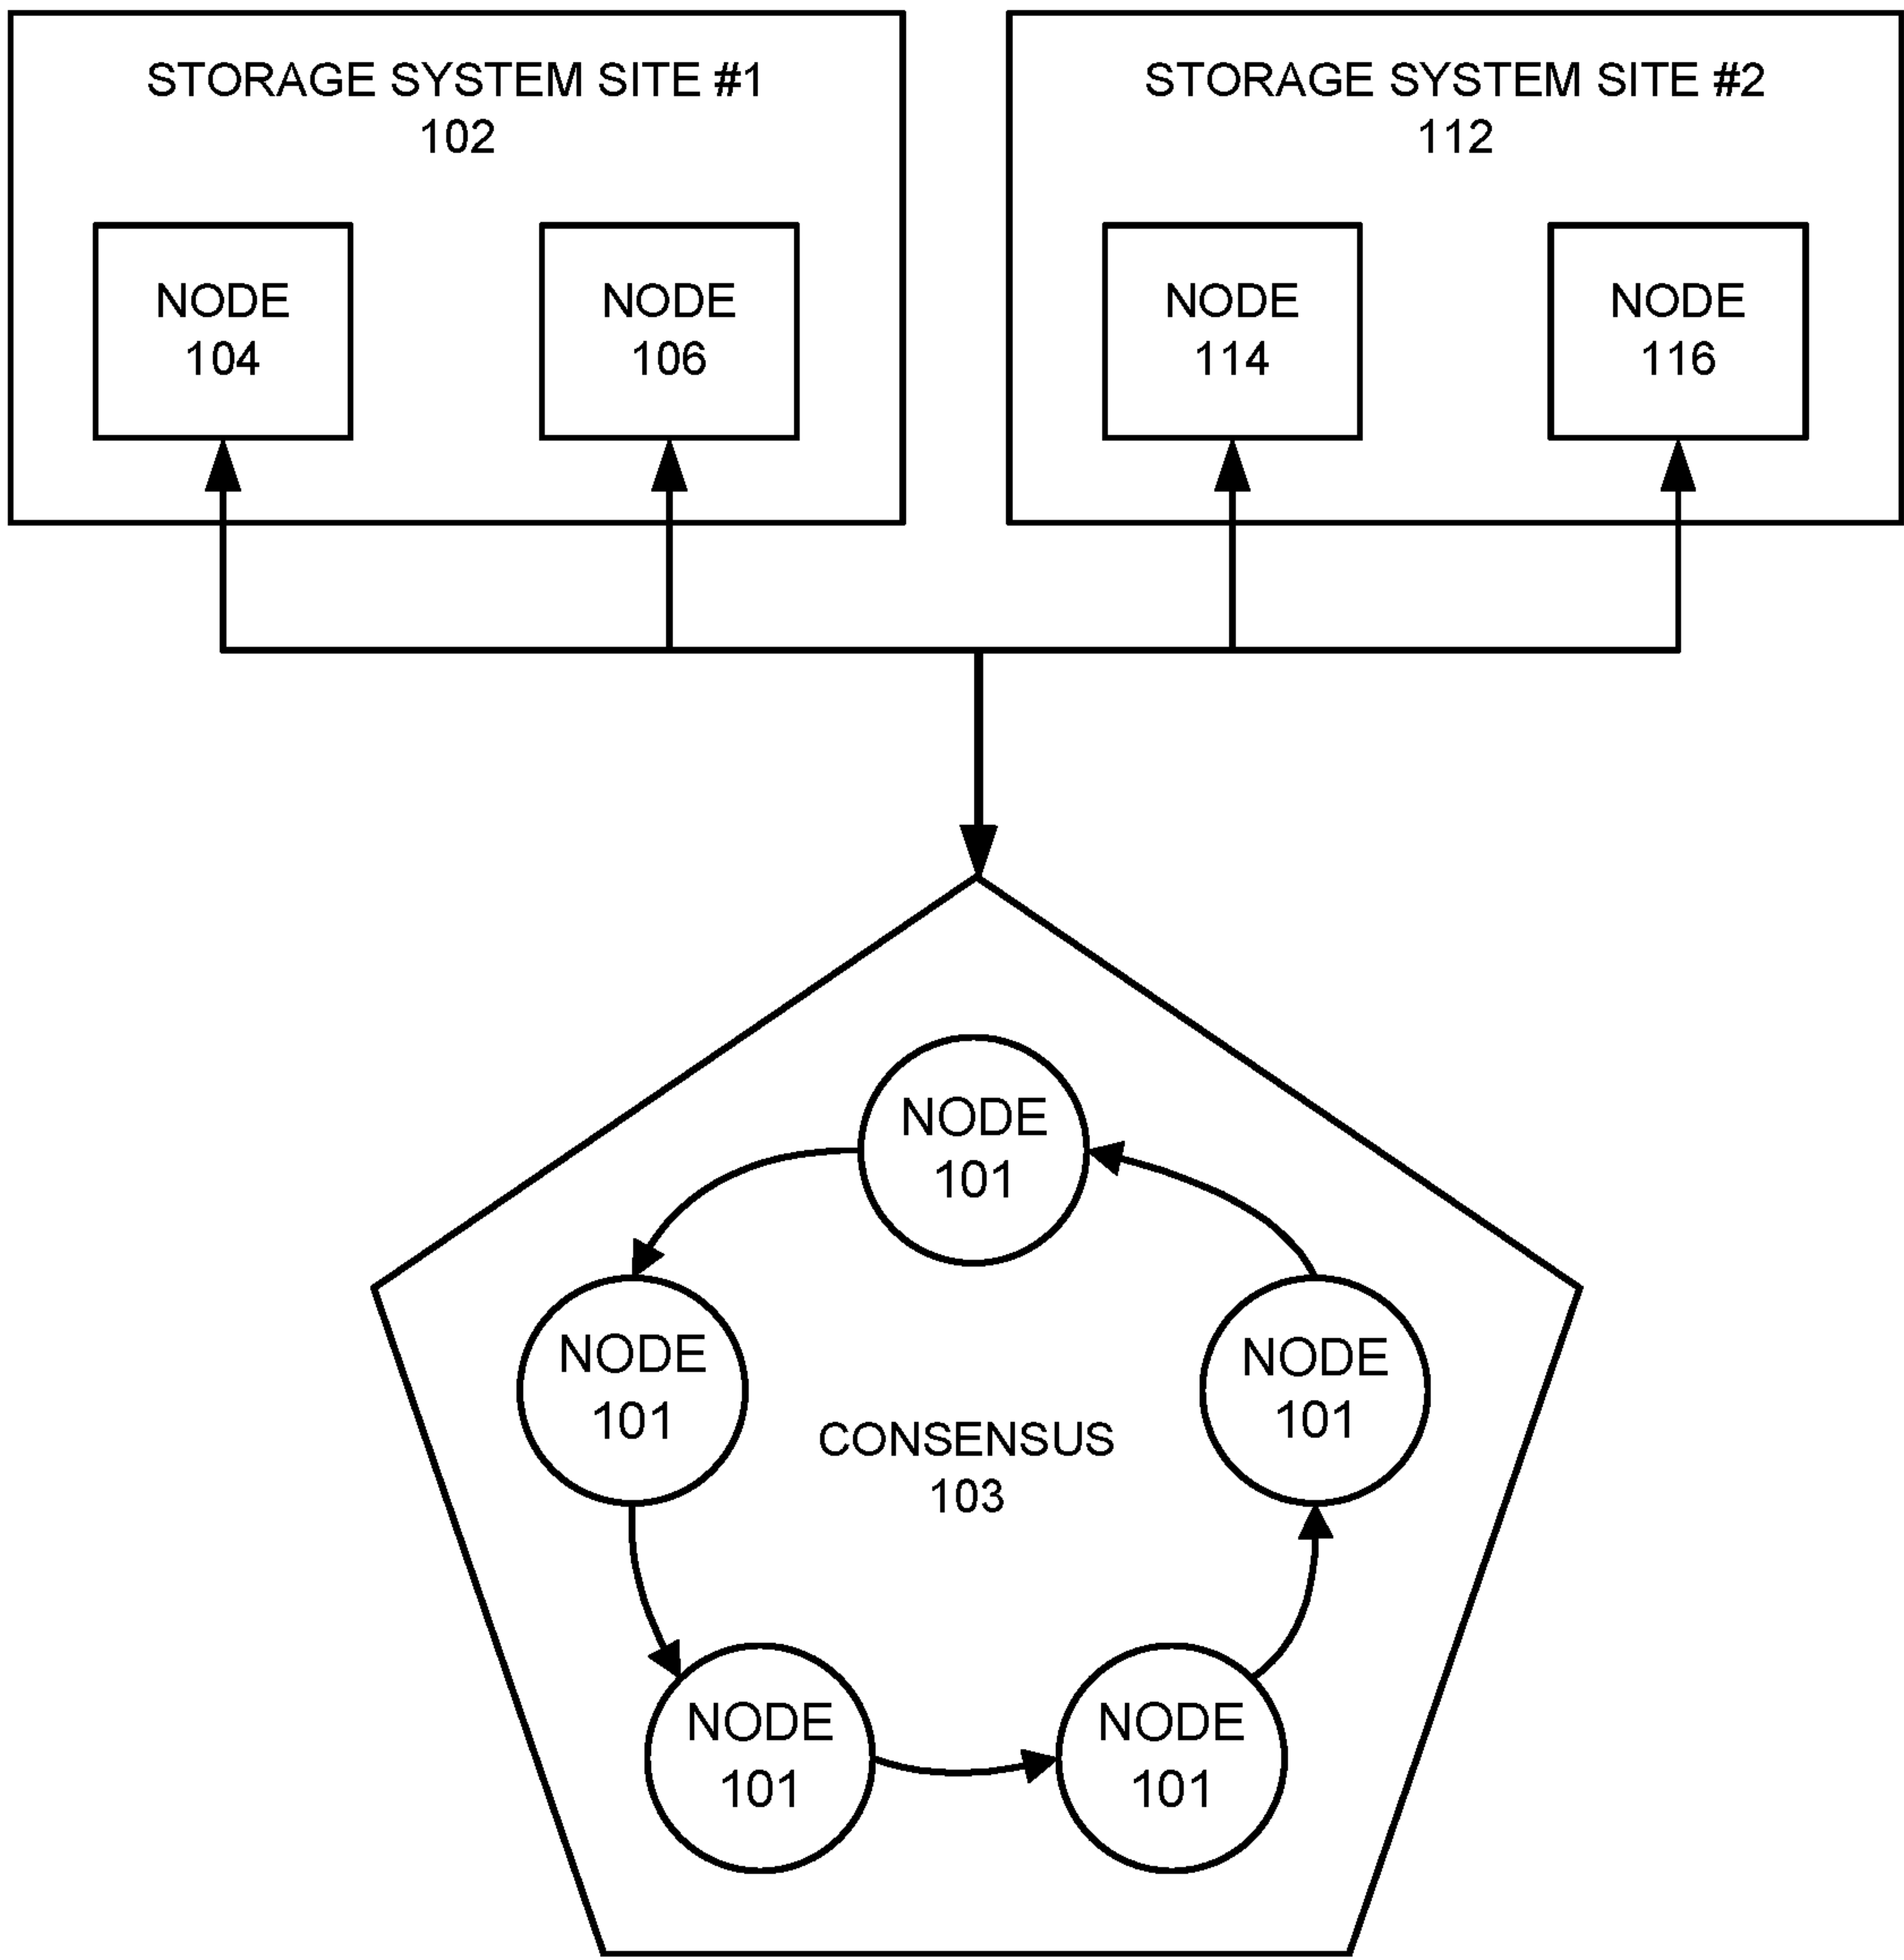 STORAGE SYSTEM SITE #1
102
STORAGE SYSTEM SITE #2
112
NODE
104
NODE
106
NODE
114
NODE
116
NODE
101
NODE
101
NODE
101
CONSENSUS
103
NODE
101
NODE
101